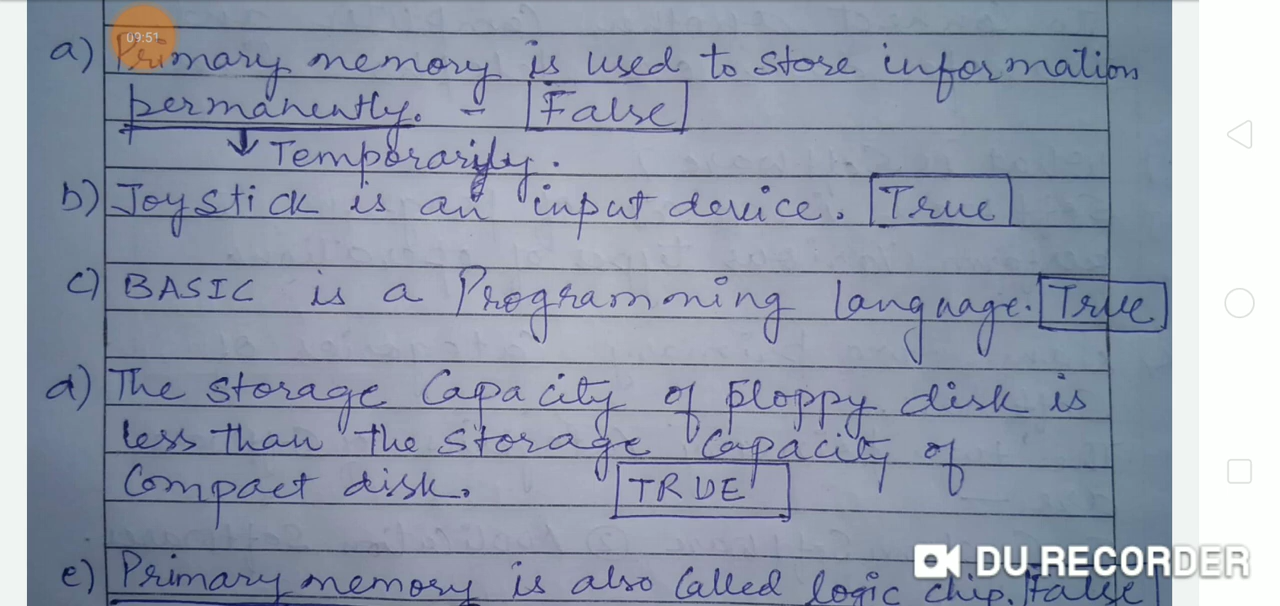 09:51
a) Primary memory is used to store information
permanently. - False
↓ Temporarily.
b) Joystick is an input device. True
c) BASIC is a Programming language. True
d) The storage Capacity of floppy disk is
less than the storage Capacity of
Compact disk. TRUE
e) Primary memory is also called logic chip. False
DU RECORDER